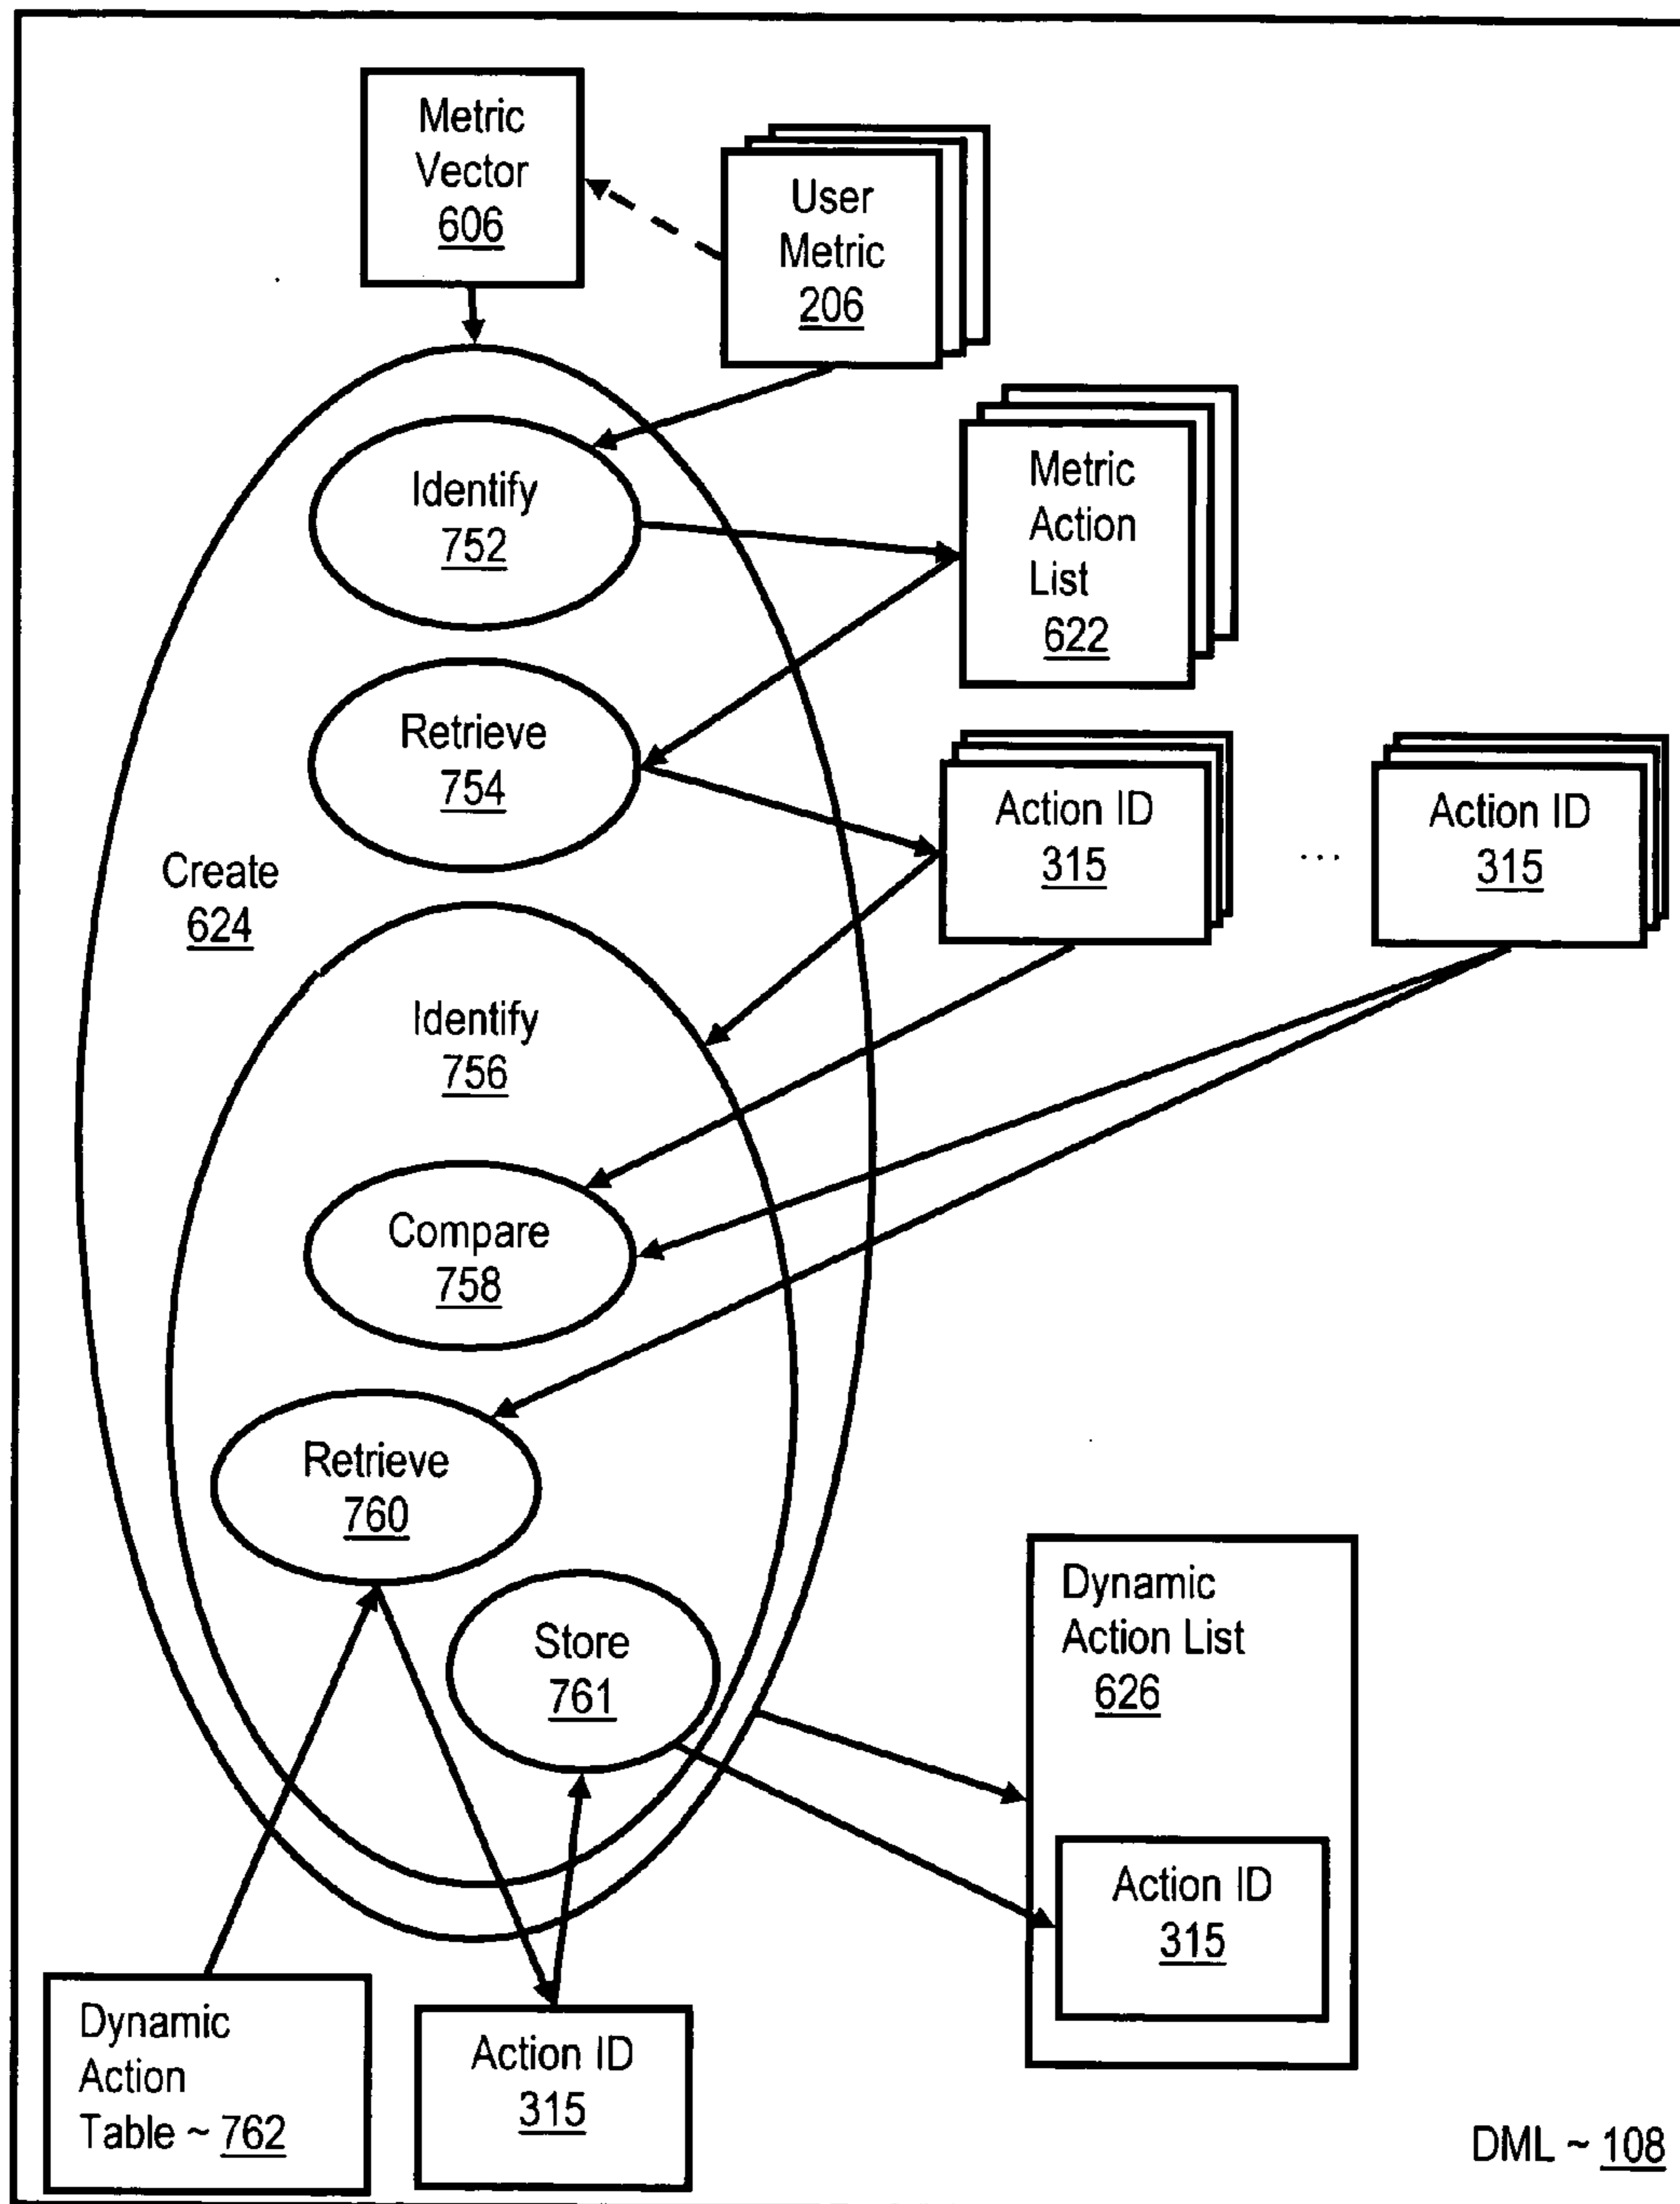 Metric
Vector
606
User
Metric
206
Identify
752
Metric
Action
List
622
Retrieve
754
Action ID
315
...
Action ID
315
Create
624
Identify
756
Compare
758
Retrieve
760
Store
761
Dynamic
Action List
626
Action ID
315
Dynamic
Action
Table ~ 762
Action ID
315
DML ~ 108